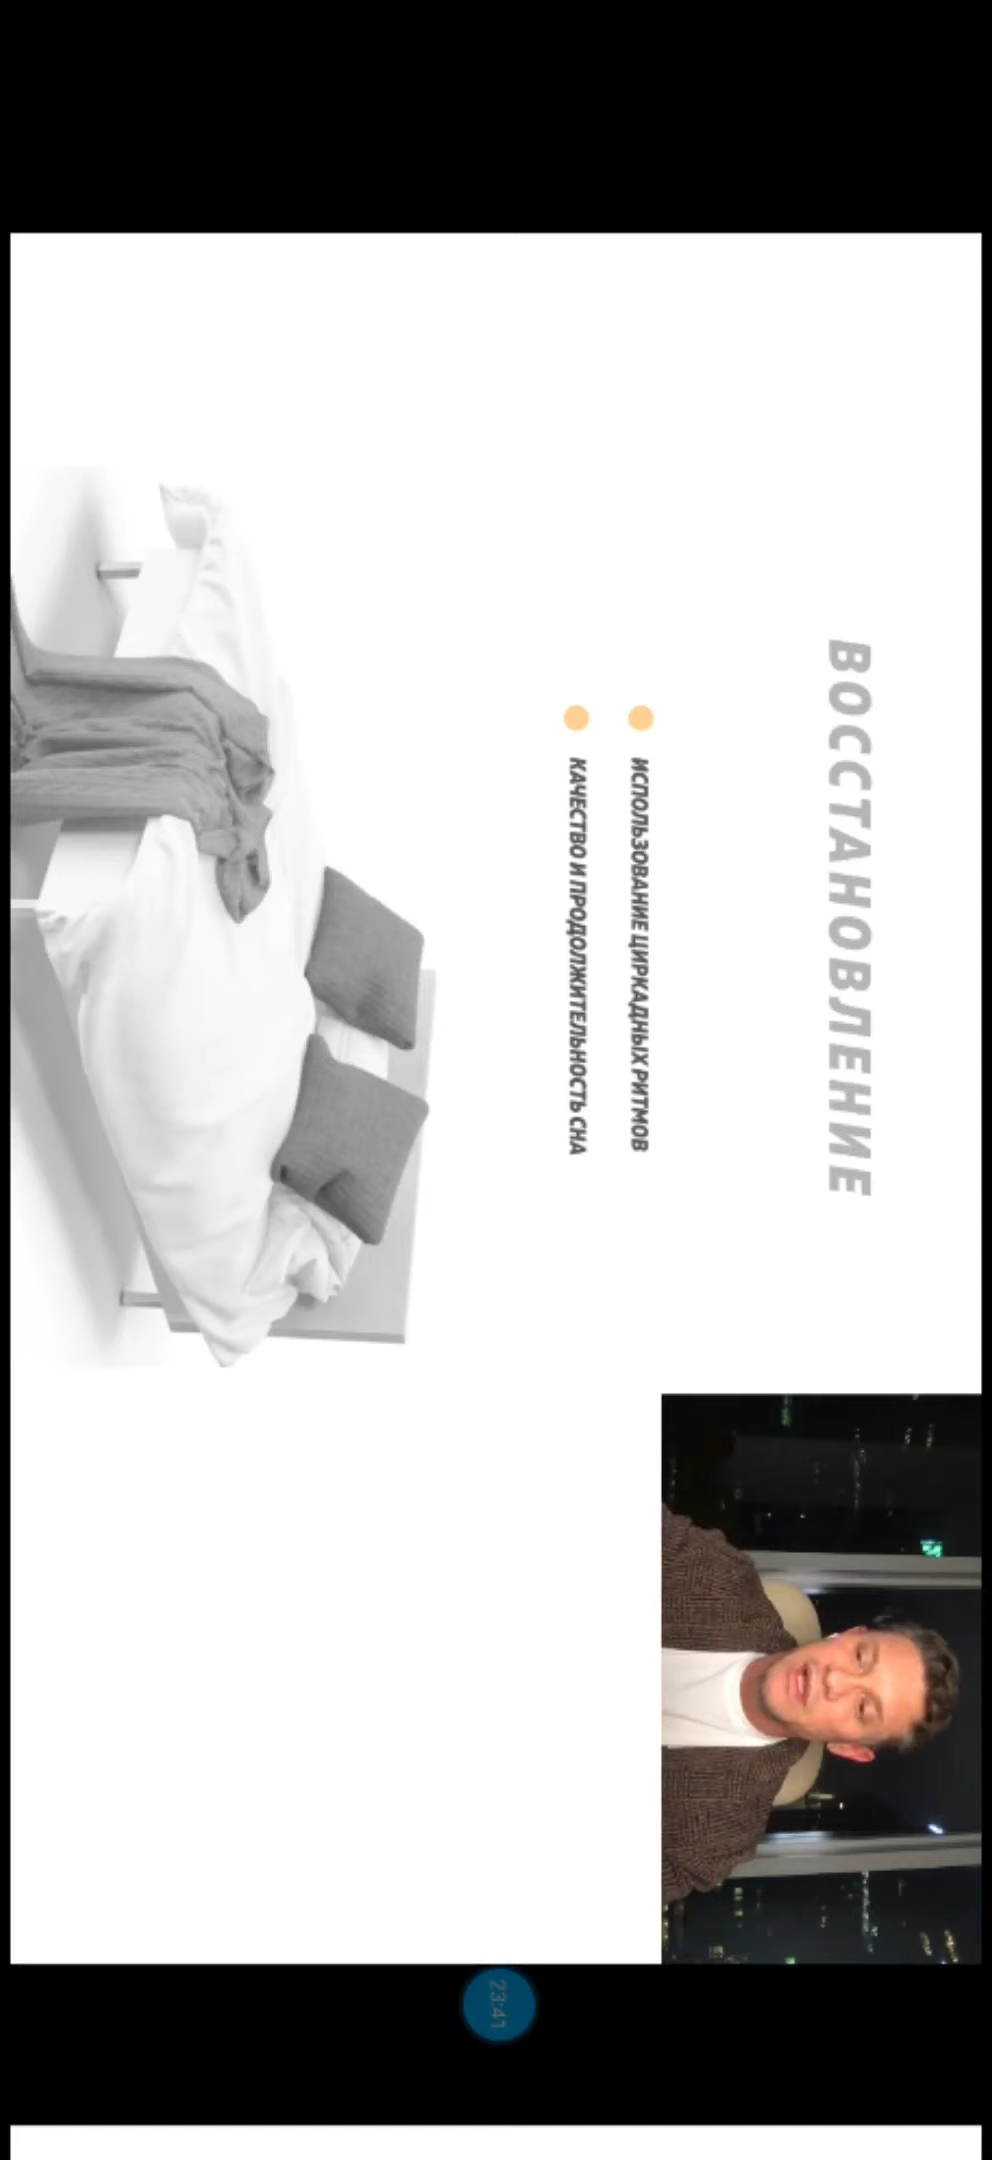 ВОССТАНОВЛЕНИЕ
ИСПОЛЬЗОВАНИЕ ЦИРКАДНЫХ РИТМОВ
КАЧЕСТВО И ПРОДОЛЖИТЕЛЬНОСТЬ СНА
23:41